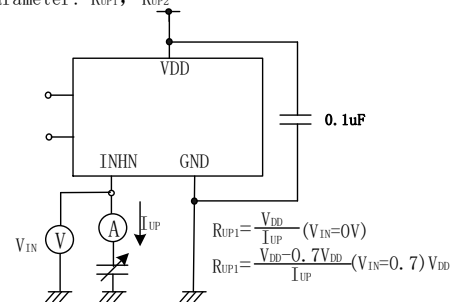 arameter: RUP1, RUP2
VDD
0.1uF
INHN GND
VIN V A IUP
RUP1=VDD/IUP(VIN=0V)
RUP1=VDD-0.7VDD/IUP(VIN=0.7)VDD